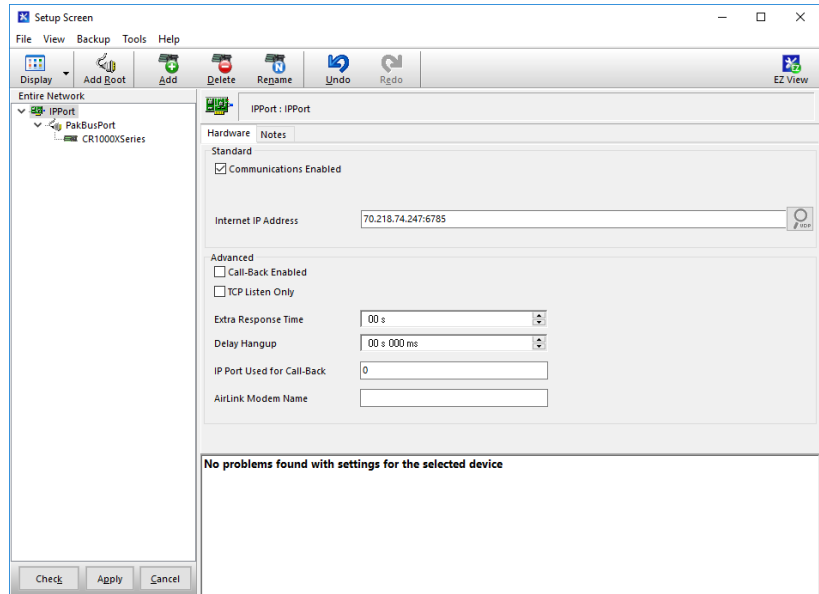 Setup Screen
File View Backup Tools Help
Display Add Root Add Delete Rename Undo Redo EZ View
Entire Network
IPPort
PakBusPort
CR1000XSeries
IPPort : IPPort
Hardware Notes
Standard
Communications Enabled
Internet IP Address 70.218.74.247:6785
UDP
Advanced
Call-Back Enabled
TCP Listen Only
Extra Response Time 00 s
Delay Hangup 00 s 000 ms
IP Port Used for Call-Back 0
AirLink Modem Name
No problems found with settings for the selected device
Check Apply Cancel